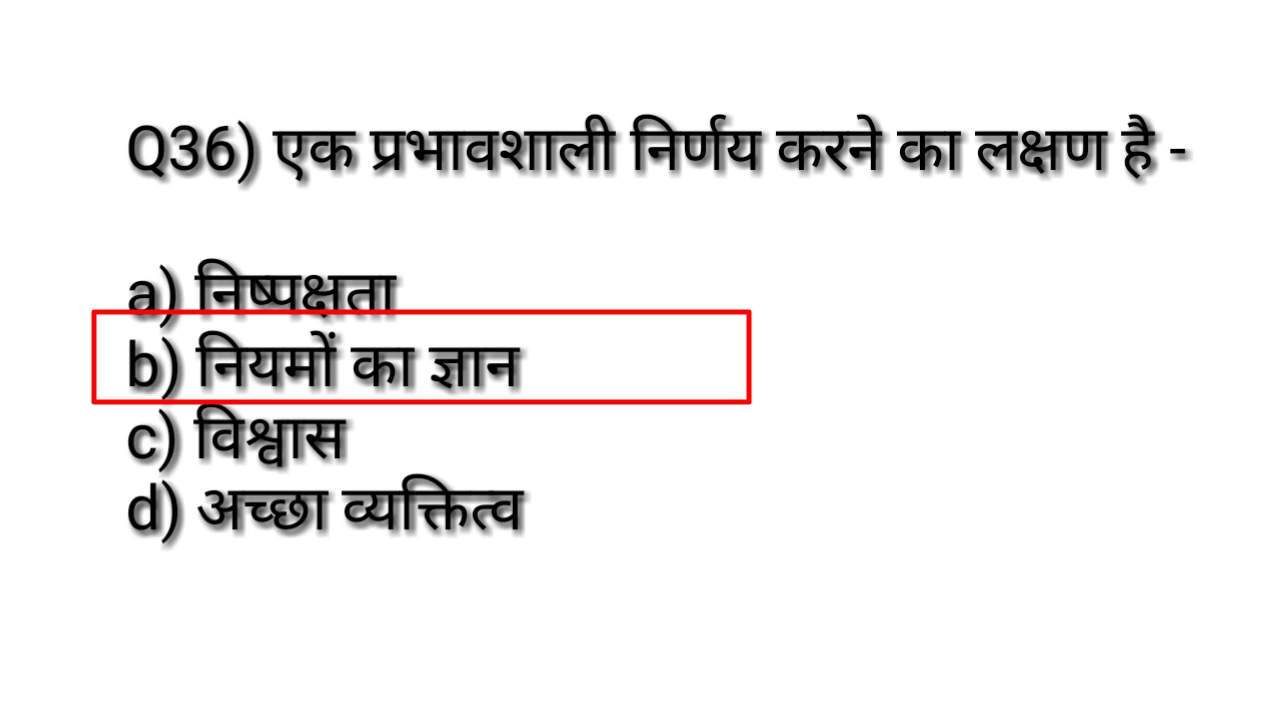 Q36) एक प्रभावशाली निर्णय करने का लक्षण है -
a) निष्पक्षता
b) नियमों का ज्ञान
c) विश्वास
d) अच्छा व्यक्तित्व